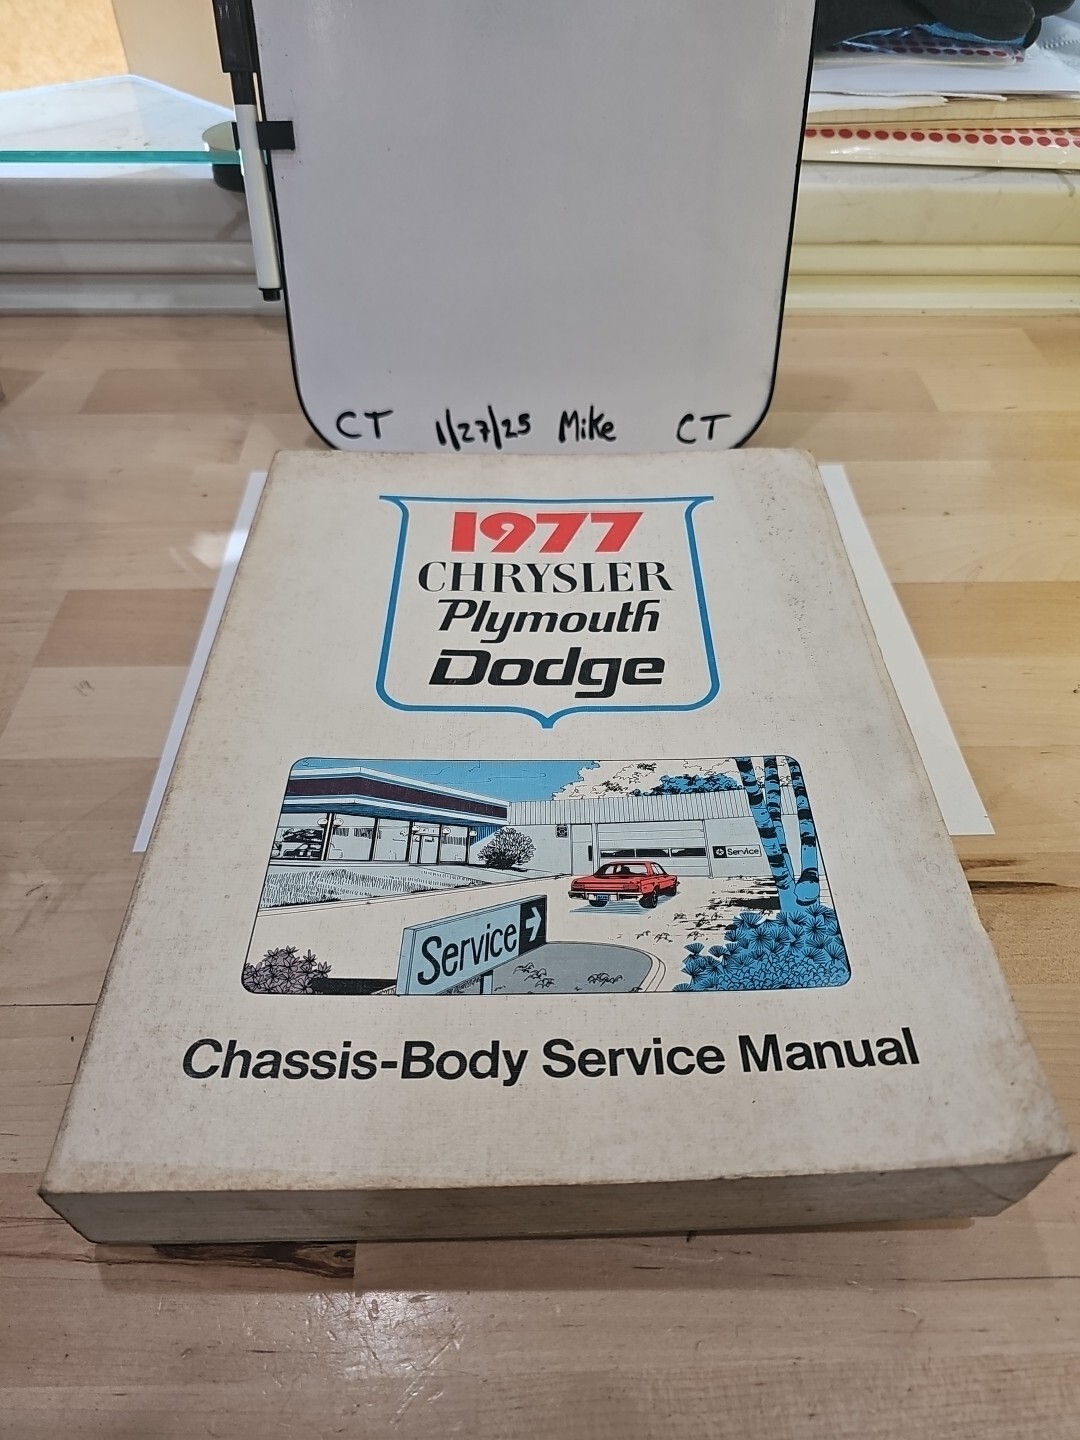 CT 1/27/25 Mike CT
1977
CHRYSLER
Plymouth
Dodge
Service
Service
Chassis-Body Service Manual